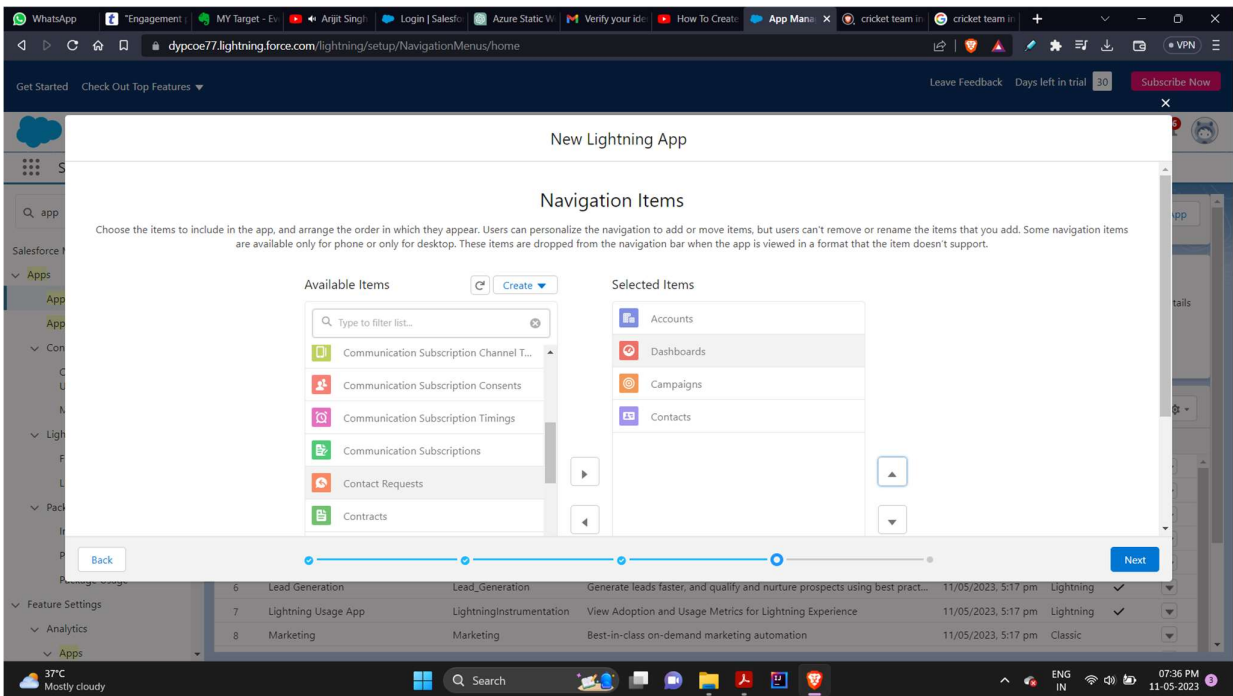 WhatsApp "Engagement MY Target - Ev Arijit Singh Login | Salesfo Azure Static W Verify your ide How To Create App Mana cricket team in cricket team in
dypcoe77.lightning.force.com/lightning/setup/NavigationMenus/home VPN
Get Started Check Out Top Features Leave Feedback Days left in trial 30 Subscribe Now
New Lightning App
S
Navigation Items
app
App
Choose the items to include in the app, and arrange the order in which they appear. Users can personalize the navigation to add or move items, but users can't remove or rename the items that you add. Some navigation items
are available only for phone or only for desktop. These items are dropped from the navigation bar when the app is viewed in a format that the item doesn't support.
Salesforce M
Apps
App
App
Con
C
U
M
Ligh
F
L
Pack
In
P
Package Usage
Feature Settings
Analytics
Apps
Available Items Create Selected Items
Type to filter list...
Communication Subscription Channel T...
Communication Subscription Consents
Communication Subscription Timings
Communication Subscriptions
Contact Requests
Contracts
Accounts
Dashboards
Campaigns
Contacts
tails
Back Next
6 Lead Generation Lead_Generation Generate leads faster, and qualify and nurture prospects using best pract... 11/05/2023, 5:17 pm Lightning
7 Lightning Usage App LightningInstrumentation View Adoption and Usage Metrics for Lightning Experience 11/05/2023, 5:17 pm Lightning
8 Marketing Marketing Best-in-class on-demand marketing automation 11/05/2023, 5:17 pm Classic
37°C
Mostly cloudy
Search
ENG
IN
07:36 PM
11-05-2023
3